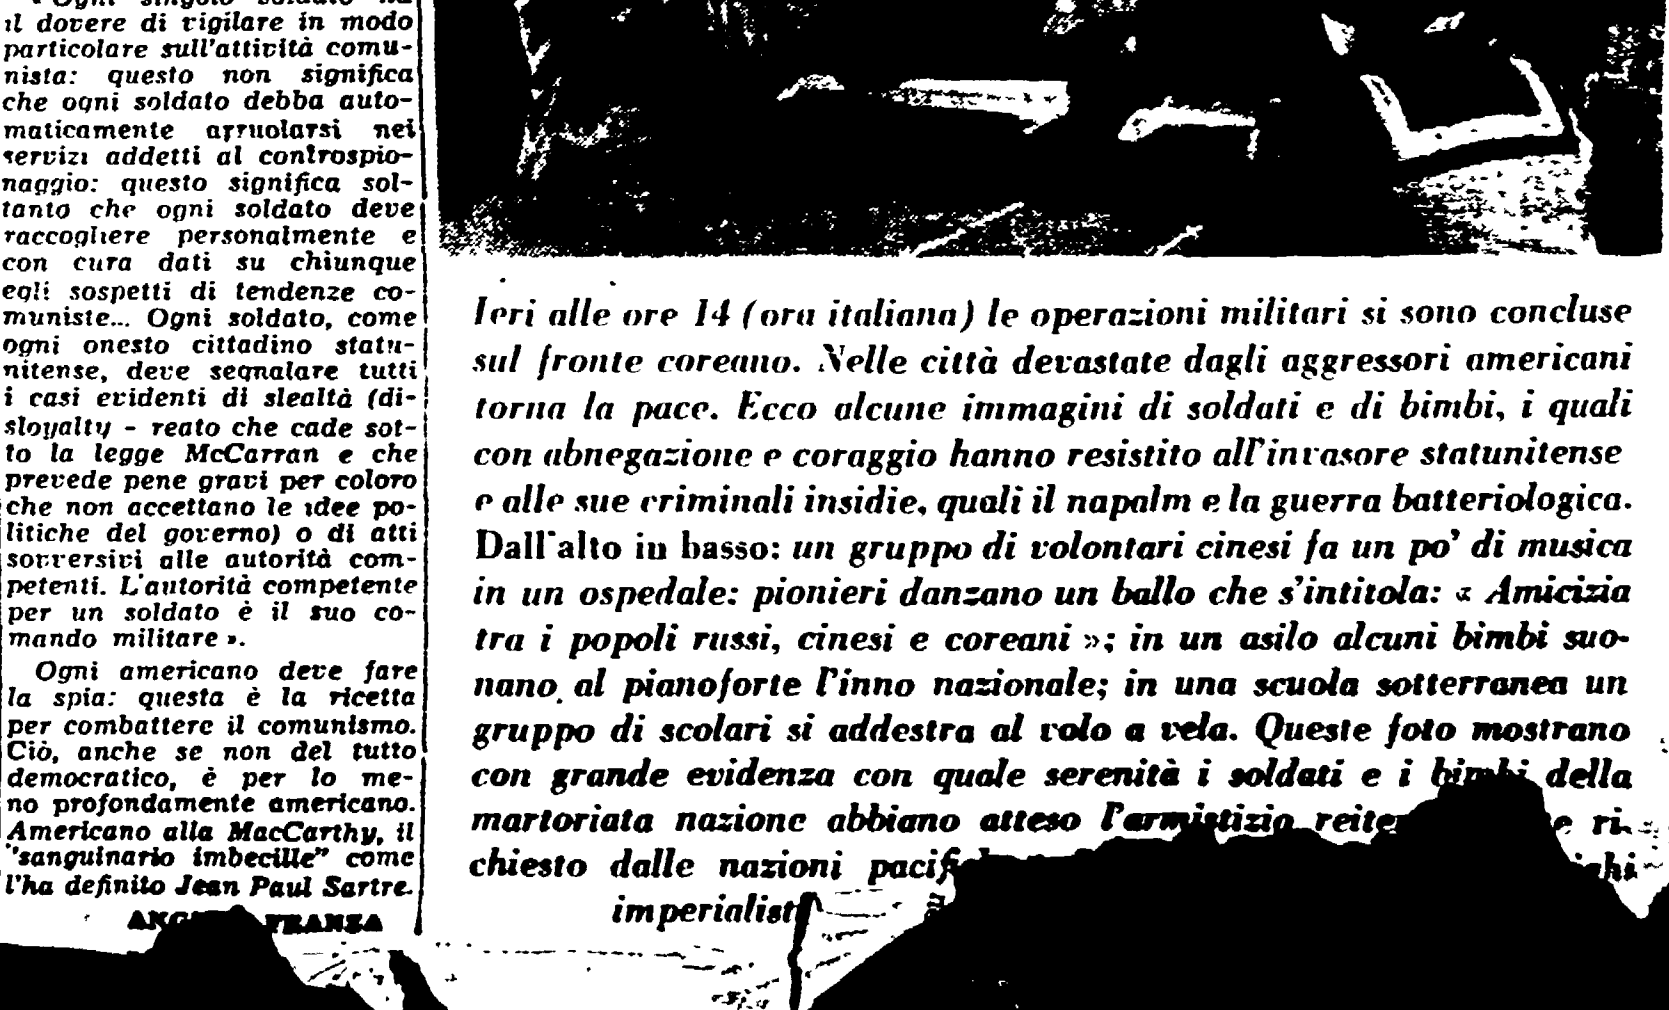 « Ogni singolo soldato ha
il dovere di vigilare in modo
particolare sull'attività comu-
nista: questo non significa
che ogni soldato debba auto-
maticamente arruolarsi nei
servizi addetti al controspio-
naggio: questo significa sol-
tanto che ogni soldato deve
raccogliere personalmente e
con cura dati su chiunque
egli sospetti di tendenze co-
muniste... Ogni soldato, come
ogni onesto cittadino statu-
nitense, deve segnalare tutti
i casi evidenti di slealtà (di-
sloyalty - reato che cade sot-
to la legge McCarran e che
prevede pene gravi per coloro
che non accettano le idee po-
litiche del governo) o di atti
sovversivi alle autorità com-
petenti. L'autorità competente
per un soldato è il suo co-
mando militare ».
Ogni americano deve fare
la spia: questa è la ricetta
per combattere il comunismo.
Ciò, anche se non del tutto
democratico, è per lo me-
no profondamente americano.
Americano alla MacCarthy, il
"sanguinario imbecille" come
l'ha definito Jean Paul Sartre.
FRANZA
Ieri alle ore 14 (ora italiana) le operazioni militari si sono concluse
sul fronte coreano. Nelle città devastate dagli aggressori americani
torna la pace. Ecco alcune immagini di soldati e di bimbi, i quali
con abnegazione e coraggio hanno resistito all'invasore statunitense
e alle sue criminali insidie, quali il napalm e la guerra batteriologica.
Dall'alto in basso: un gruppo di volontari cinesi fa un po' di musica
in un ospedale: pionieri danzano un ballo che s'intitola: « Amicizia
tra i popoli russi, cinesi e coreani »; in un asilo alcuni bimbi suo-
nano al pianoforte l'inno nazionale; in una scuola sotterranea un
gruppo di scolari si addestra al volo a vela. Queste foto mostrano
con grande evidenza con quale serenità i soldati e i bimbi della
martoriata nazione abbiano atteso l'armistizio ri-
chiesto dalle nazioni